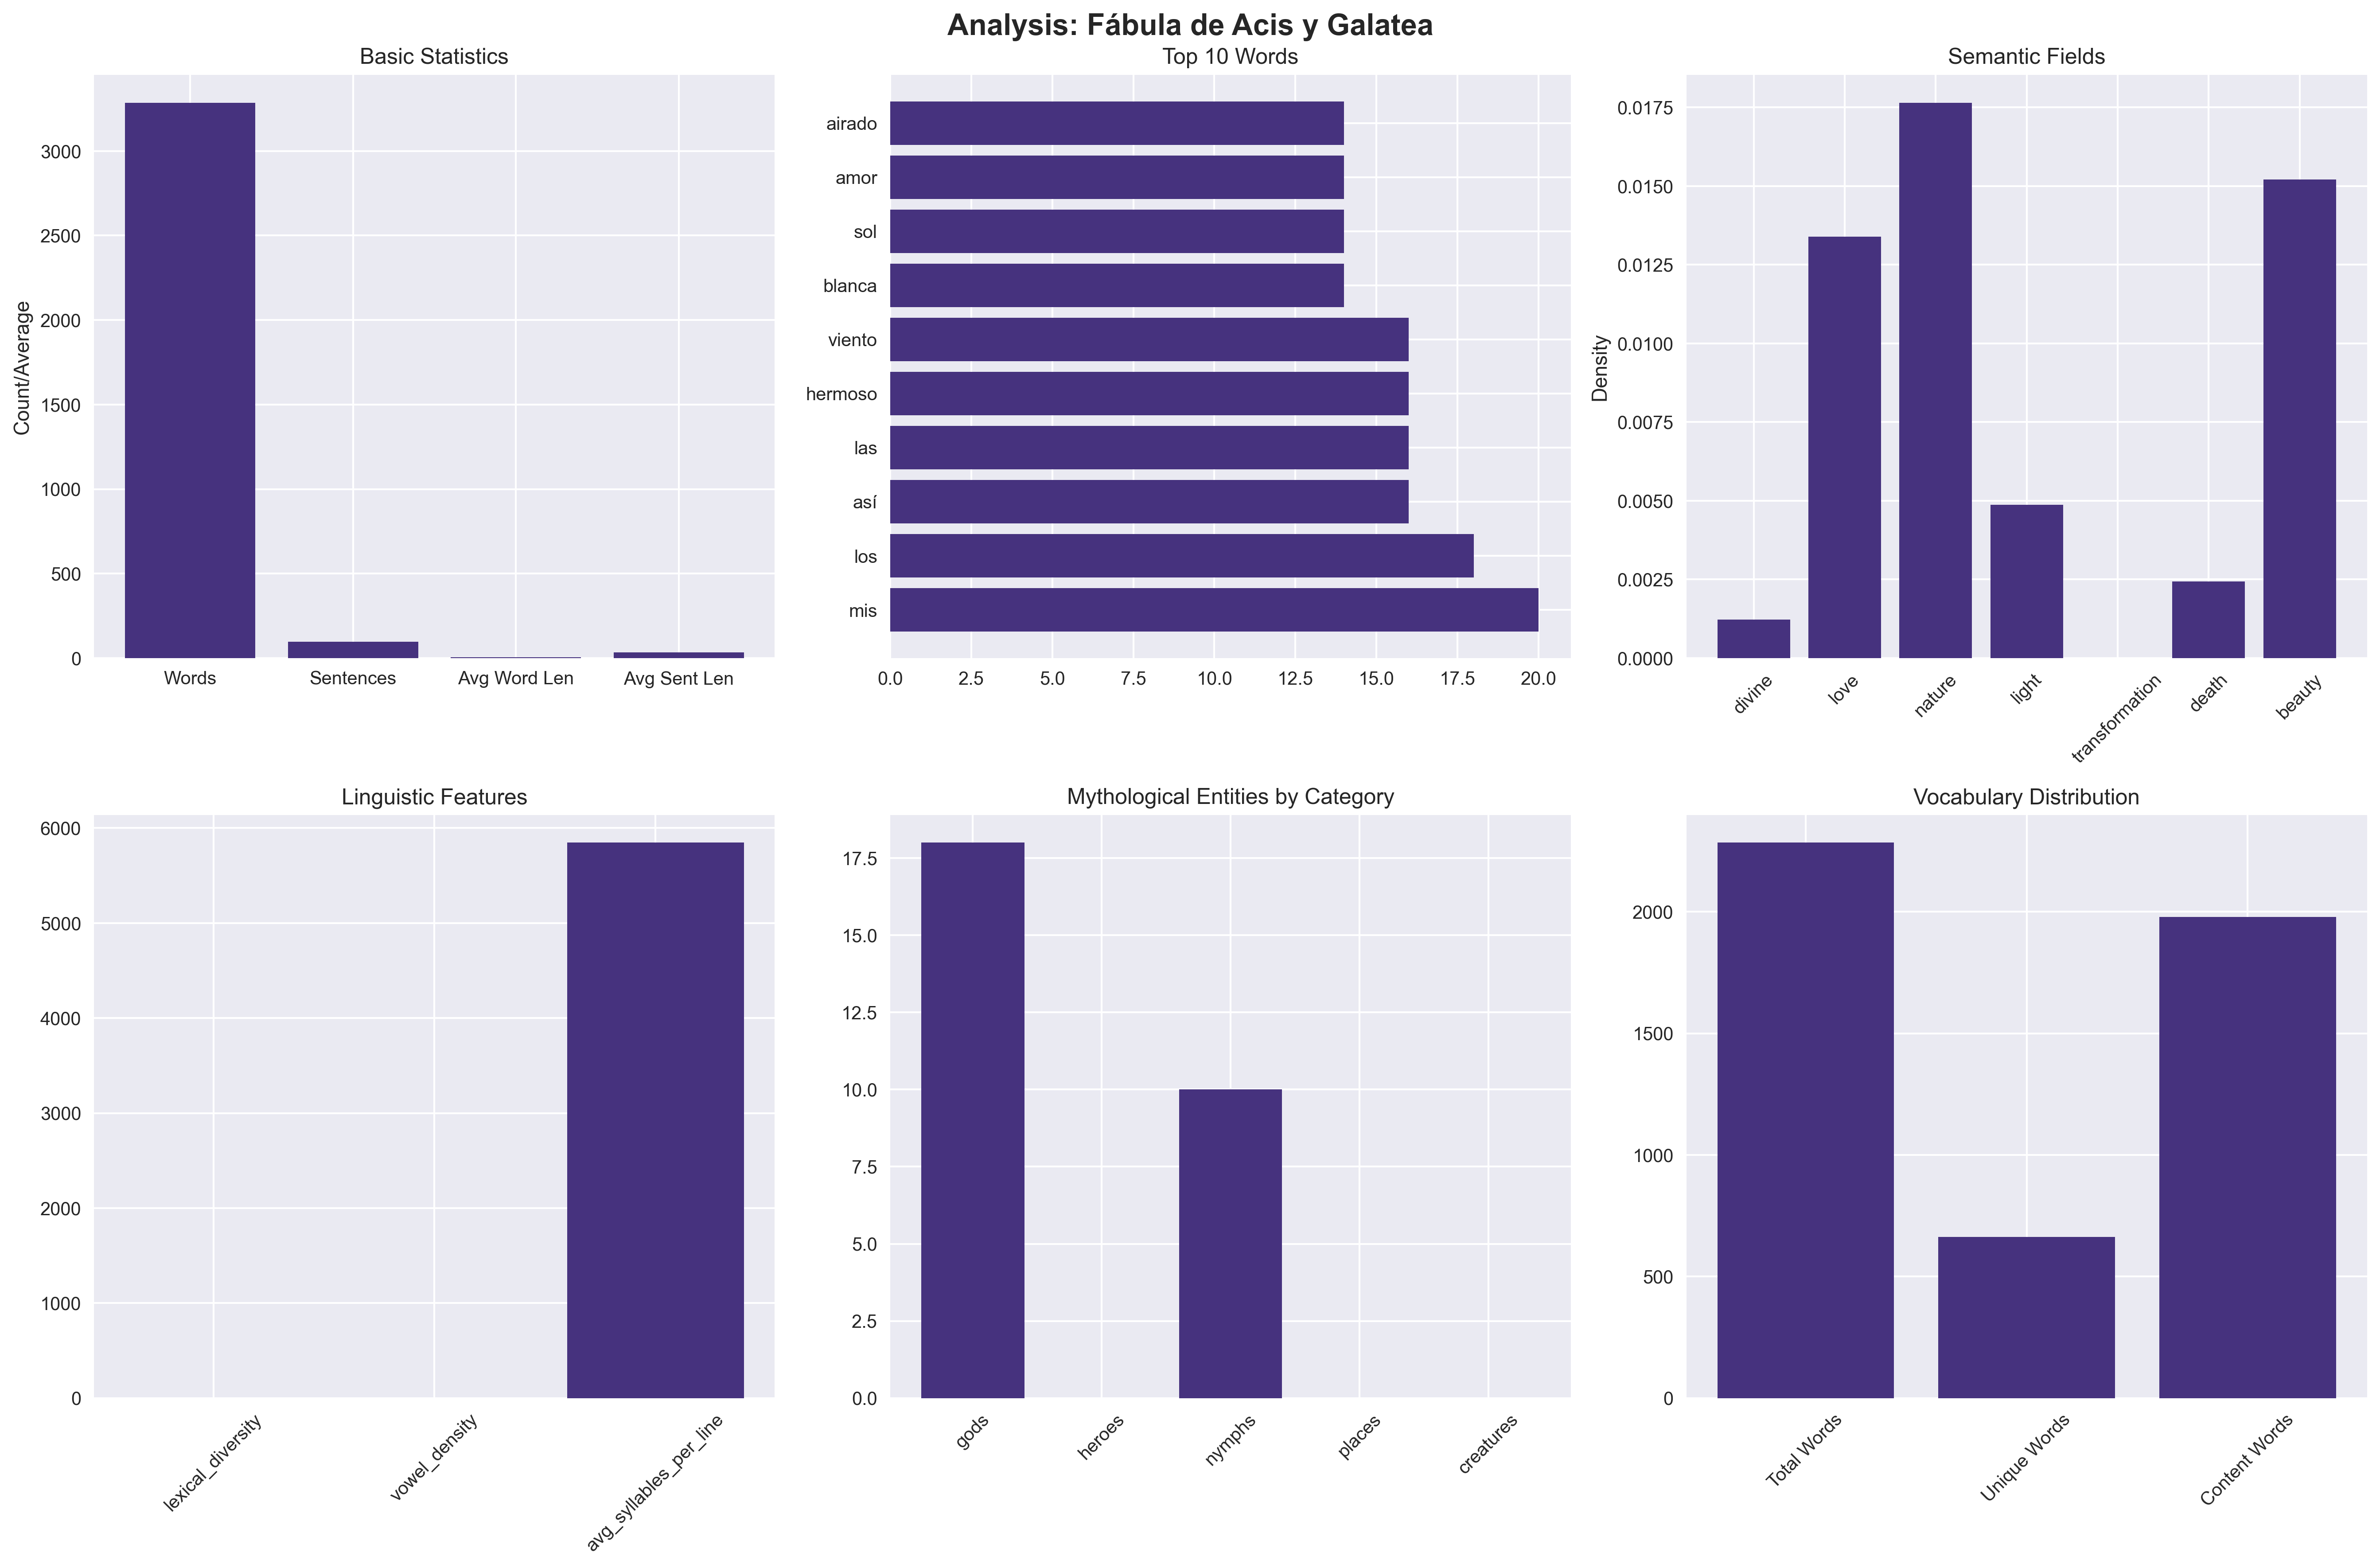 Analysis: Fábula de Acis y Galatea
Basic Statistics
Count/Average
3000
2500
2000
1500
1000
500
0
Words Sentences Avg Word Len Avg Sent Len
Top 10 Words
airado
amor
sol
blanca
viento
hermoso
las
así
los
mis
0.0 2.5 5.0 7.5 10.0 12.5 15.0 17.5 20.0
Semantic Fields
Density
0.0175
0.0150
0.0125
0.0100
0.0075
0.0050
0.0025
0.0000
divine love nature light transformation death beauty
Linguistic Features
6000
5000
4000
3000
2000
1000
0
lexical_diversity vowel_density avg_syllables_per_line
Mythological Entities by Category
17.5
15.0
12.5
10.0
7.5
5.0
2.5
0.0
gods heroes nymphs places creatures
Vocabulary Distribution
2000
1500
1000
500
0
Total Words Unique Words Content Words